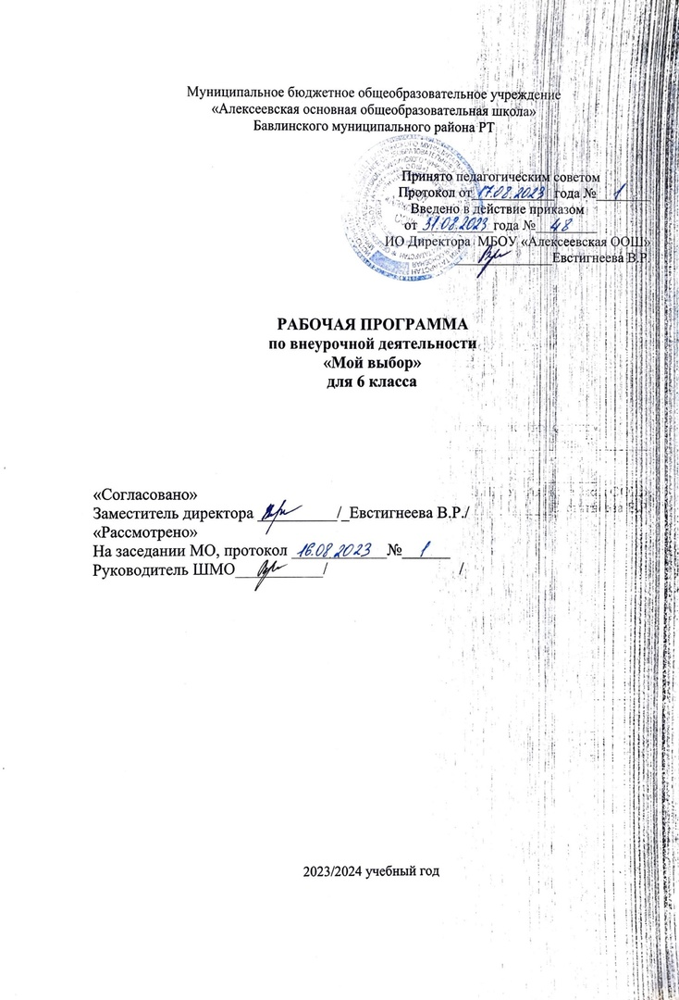 Муниципальное бюджетное общеобразовательное учреждение
«Алексеевская основная общеобразовательная школа»
Бавлинского муниципального района РТ
Принято педагогическим советом
Протокол от 17.08.2023 года № 1
Введено в действие приказом
от 31.08.2023 года № 48
ИО Директора МБОУ «Алексеевская ООШ»
Евстигнеева В.Р.
РАБОЧАЯ ПРОГРАММА
по внеурочной деятельности
«Мой выбор»
для 6 класса
«Согласовано»
Заместитель директора __________/_Евстигнеева В.Р./
«Рассмотрено»
На заседании МО, протокол 16.08.2023 № 1
Руководитель ШМО___________/ /
2023/2024 учебный год